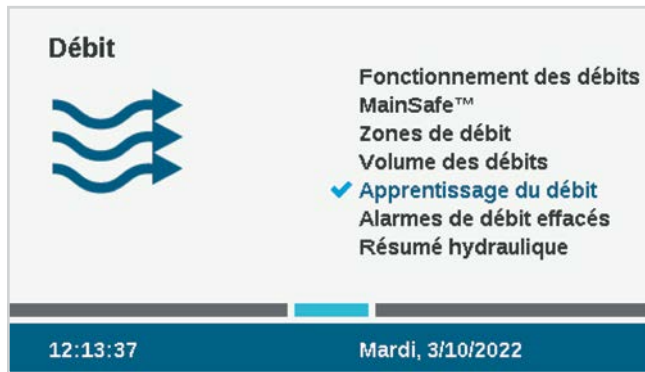 Débit
Fonctionnement des débits
MainSafe™
Zones de débit
Volume des débits
Apprentissage du débit
Alarmes de débit effacés
Résumé hydraulique
12:13:37
Mardi, 3/10/2022